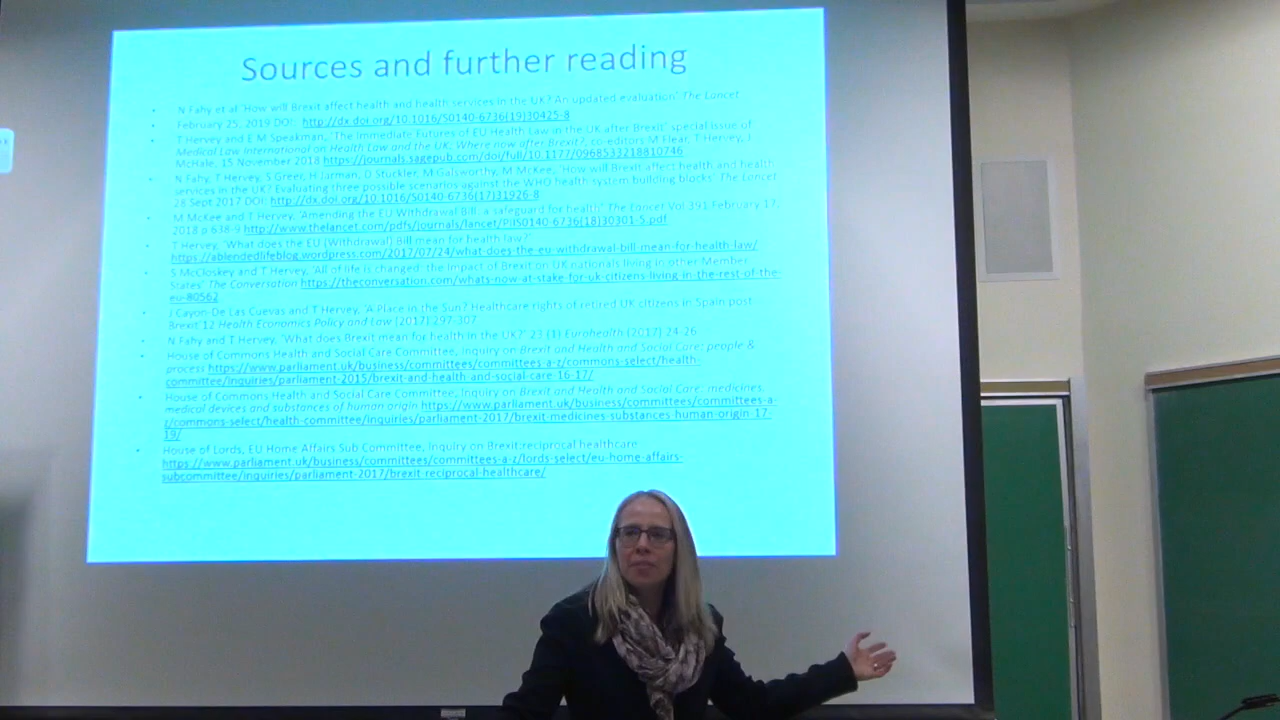 Sources and further reading
• N Fahy et al 'How will Brexit affect health and health services in the UK? An updated evaluation' The Lancet
• February 25, 2019 DOI: http://dx.doi.org/10.1016/S0140-6736(19)30425-8
• T Hervey and E M Speakman, 'The Immediate Futures of EU Health Law in the UK after Brexit' special issue of
Medical Law International on Health Law and the UK: Where now after Brexit?, co-editors M Flear, T Hervey, J
McHale, 15 November 2018 https://journals.sagepub.com/doi/full/10.1177/0968533218810746
• N Fahy, T Hervey, S Greer, H Jarman, D Stuckler, M Galsworthy, M McKee, 'How will Brexit affect health and health
services in the UK? Evaluating three possible scenarios against the WHO health system building blocks' The Lancet
28 Sept 2017 DOI: http://dx.doi.org/10.1016/S0140-6736(17)31926-8
• M McKee and T Hervey, 'Amending the EU Withdrawal Bill: a safeguard for health' The Lancet Vol 391 February 17,
2018 p 638-9 http://www.thelancet.com/pdfs/journals/lancet/PIIS0140-6736(18)30301-5.pdf
• T Hervey, 'What does the EU (Withdrawal) Bill mean for health law?'
https://ablendedlifeblog.wordpress.com/2017/07/24/what-does-the-eu-withdrawal-bill-mean-for-health-law/
• S McCloskey and T Hervey, 'All of life is changed: the impact of Brexit on UK nationals living in other Member
States' The Conversation https://theconversation.com/whats-now-at-stake-for-uk-citizens-living-in-the-rest-of-the-
eu-80562
• J Cayon-De Las Cuevas and T Hervey, 'A Place in the Sun? Healthcare rights of retired UK citizens in Spain post
Brexit' 12 Health Economics Policy and Law (2017) 297-307
• N Fahy and T Hervey, 'What does Brexit mean for health in the UK?' 23 (1) Eurohealth (2017) 24-26
• House of Commons Health and Social Care Committee, Inquiry on Brexit and Health and Social Care: people &
process https://www.parliament.uk/business/committees/committees-a-z/commons-select/health-
committee/inquiries/parliament-2015/brexit-and-health-and-social-care-16-17/
• House of Commons Health and Social Care Committee, Inquiry on Brexit and Health and Social Care: medicines,
medical devices and substances of human origin https://www.parliament.uk/business/committees/committees-a-
z/commons-select/health-committee/inquiries/parliament-2017/brexit-medicines-substances-human-origin-17-
19/
• House of Lords, EU Home Affairs Sub Committee, Inquiry on Brexit:reciprocal healthcare
https://www.parliament.uk/business/committees/committees-a-z/lords-select/eu-home-affairs-
subcommittee/inquiries/parliament-2017/brexit-reciprocal-healthcare/